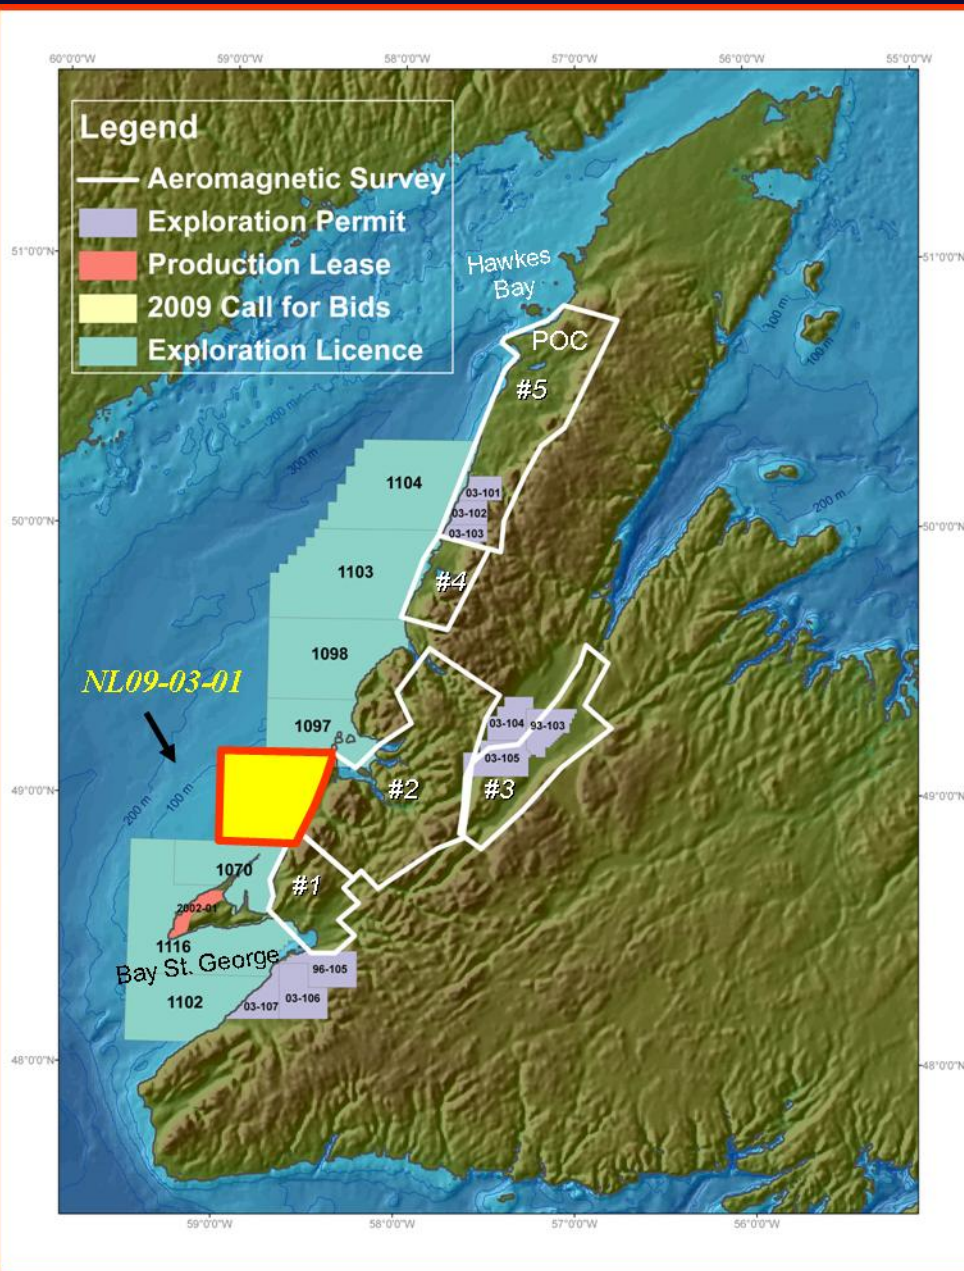 60°0'0"W 59°0'0"W 58°0'0"W 57°0'0"W 56°0'0"W 55°0'0"W
Legend
Aeromagnetic Survey
Exploration Permit
Production Lease
2009 Call for Bids
Exploration Licence
51°0'0"N
51°0'0"N
Hawkes
Bay
100 m
100 m
POC
#5
200 m
300 m
1104
03-101
03-102
03-103
200 m
50°0'0"N
50°0'0"N
1103
#4
1098
NL09-03-01
1097
03-104
93-103
03-105
#2
#3
49°0'0"N
49°0'0"N
200 m
100 m
1070
#1
2002-01
1116
Bay St. George
96-105
1102
03-107
03-106
48°0'0"N
48°0'0"N
59°0'0"W 58°0'0"W 57°0'0"W 56°0'0"W